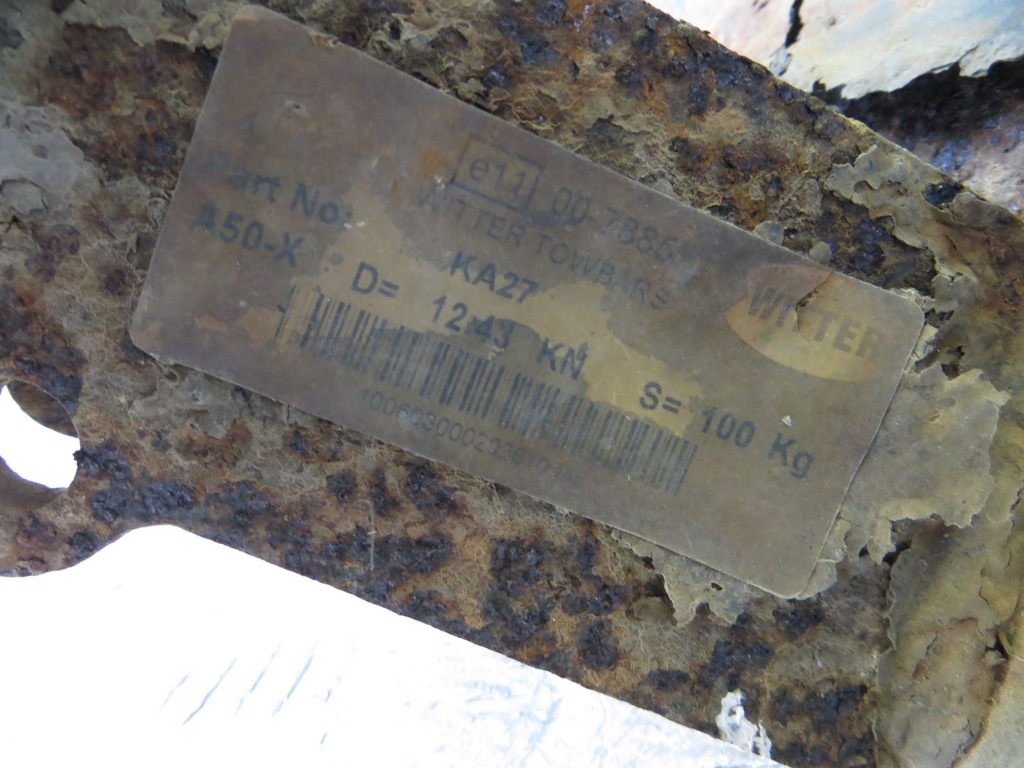 e11 00-7885
WITTER TOWBARS
Part No: KA27
WITTER
A50-X D= 12.43 KN S= 100 Kg